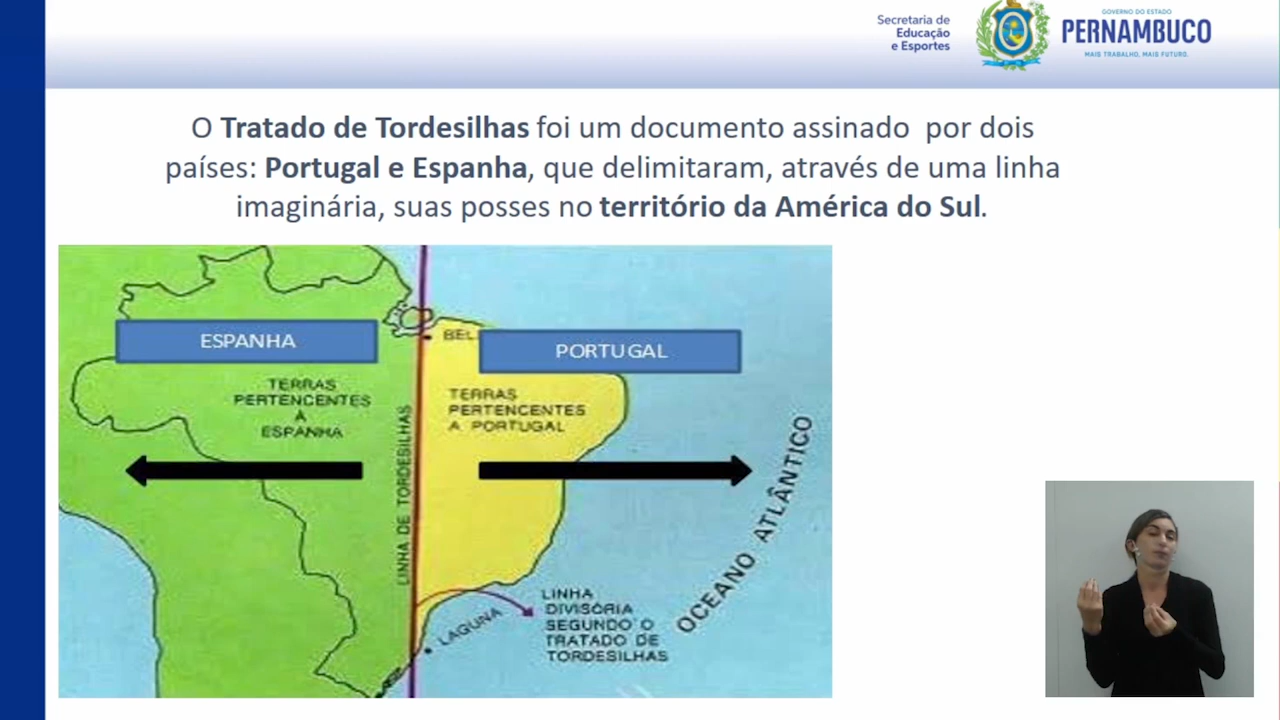 Secretaria de
Educação
e Esportes
GOVERNO DO ESTADO
PERNAMBUCO
MAIS TRABALHO, MAIS FUTURO.
O Tratado de Tordesilhas foi um documento assinado por dois
países: Portugal e Espanha, que delimitaram, através de uma linha
imaginária, suas posses no território da América do Sul.
ESPANHA
BEL
PORTUGAL
TERRAS
PERTENCENTES
A
ESPANHA
TERRAS
PERTENCENTES
A PORTUGAL
LINHA DE TORDESILHAS
OCEANO ATLÂNTICO
LAGUNA
LINHA
DIVISÓRIA
SEGUNDO O
TRATADO DE
TORDESILHAS